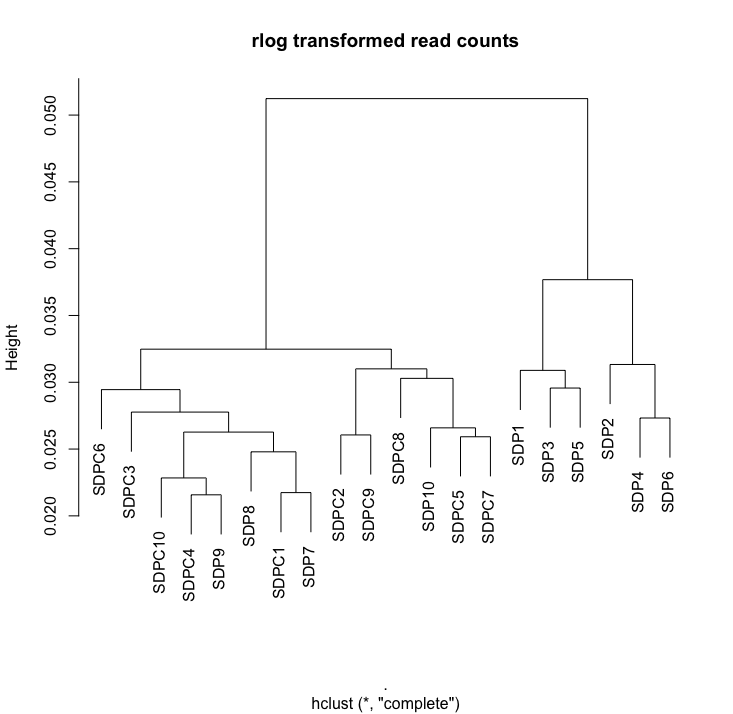 rlog transformed read counts
Height
0.050
0.045
0.040
0.035
0.030
0.025
0.020
SDPC6
SDPC3
SDPC10
SDPC4
SDP9
SDP8
SDPC1
SDP7
SDPC2
SDPC9
SDPC8
SDP10
SDPC5
SDPC7
SDP1
SDP3
SDP5
SDP2
SDP4
SDP6
.
hclust (*, "complete")